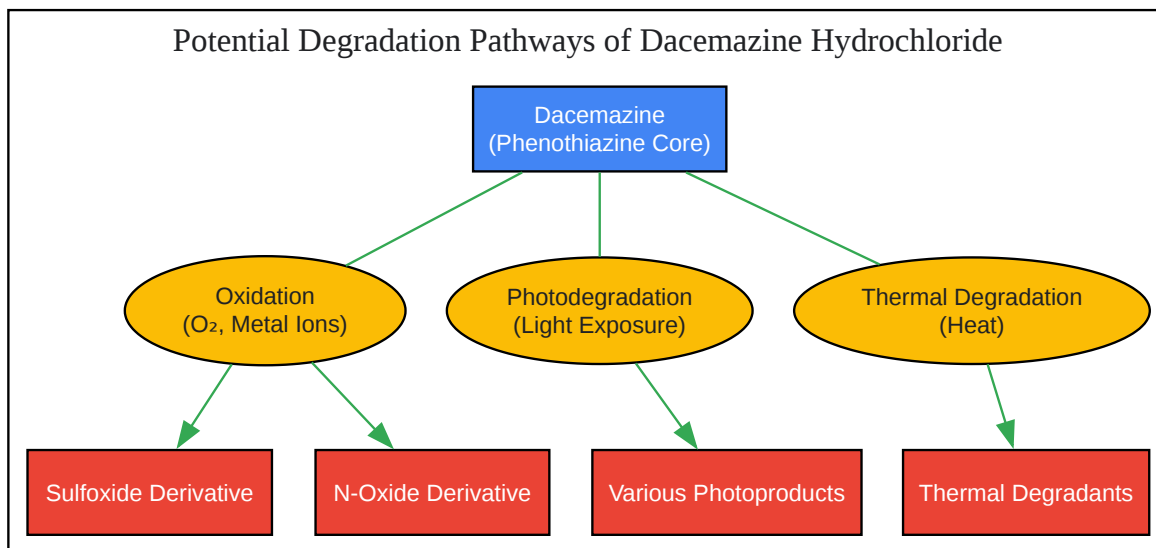 Potential Degradation Pathways of Dacemazine Hydrochloride
Dacemazine
(Phenothiazine Core)
Oxidation
(O₂, Metal Ions)
Photodegradation
(Light Exposure)
Thermal Degradation
(Heat)
Sulfoxide Derivative
N-Oxide Derivative
Various Photoproducts
Thermal Degradants